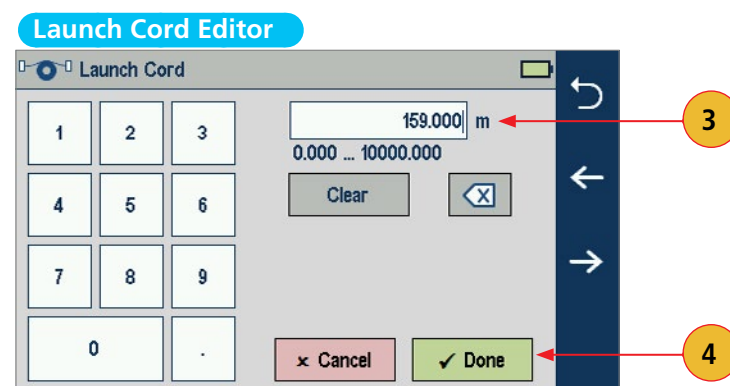 Launch Cord Editor
Launch Cord
1 2 3
159.000 m
3
0.000 ... 10000.000
4 5 6
Clear
7 8 9
0 .
× Cancel
✓ Done
4